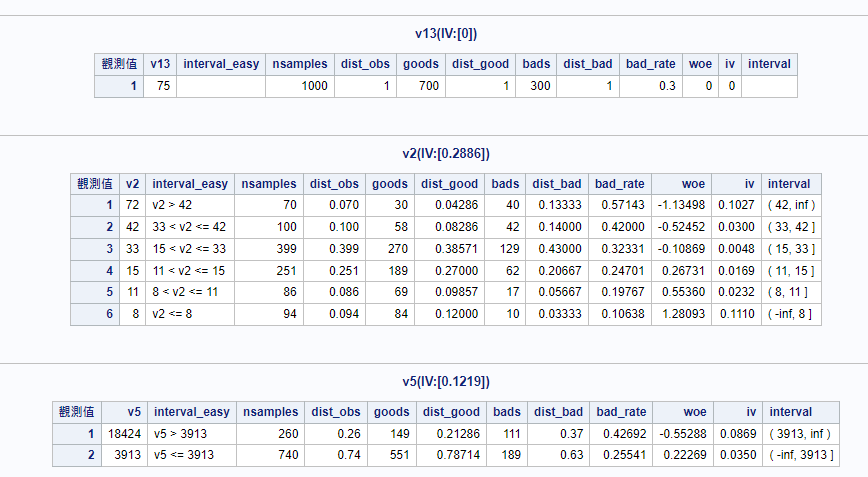 v13(IV:[0])
觀測值 v13 interval_easy nsamples dist_obs goods dist_good bads dist_bad bad_rate woe iv interval
1 75 1000 1 700 1 300 1 0.3 0 0
v2(IV:[0.2886])
觀測值 v2 interval_easy nsamples dist_obs goods dist_good bads dist_bad bad_rate woe iv interval
1 72 v2 > 42 70 0.070 30 0.04286 40 0.13333 0.57143 -1.13498 0.1027 ( 42, inf )
2 42 33 < v2 <= 42 100 0.100 58 0.08286 42 0.14000 0.42000 -0.52452 0.0300 ( 33, 42 ]
3 33 15 < v2 <= 33 399 0.399 270 0.38571 129 0.43000 0.32331 -0.10869 0.0048 ( 15, 33 ]
4 15 11 < v2 <= 15 251 0.251 189 0.27000 62 0.20667 0.24701 0.26731 0.0169 ( 11, 15 ]
5 11 8 < v2 <= 11 86 0.086 69 0.09857 17 0.05667 0.19767 0.55360 0.0232 ( 8, 11 ]
6 8 v2 <= 8 94 0.094 84 0.12000 10 0.03333 0.10638 1.28093 0.1110 ( -inf, 8 ]
v5(IV:[0.1219])
觀測值 v5 interval_easy nsamples dist_obs goods dist_good bads dist_bad bad_rate woe iv interval
1 18424 v5 > 3913 260 0.26 149 0.21286 111 0.37 0.42692 -0.55288 0.0869 ( 3913, inf )
2 3913 v5 <= 3913 740 0.74 551 0.78714 189 0.63 0.25541 0.22269 0.0350 ( -inf, 3913 ]